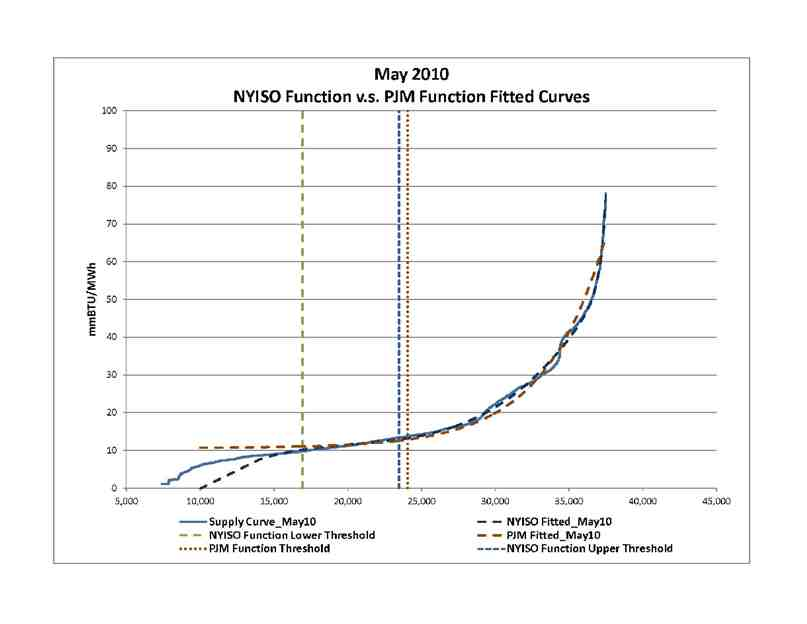 May 2010
NYISO Function v.s. PJM Function Fitted Curves
100
90
80
70
60
50
40
30
20
10
0
mmBTU/MWh
5,000 10,000 15,000 20,000 25,000 30,000 35,000 40,000 45,000
Supply Curve_May10 NYISO Fitted_May10
NYISO Function Lower Threshold PJM Fitted_May10
PJM Function Threshold NYISO Function Upper Threshold